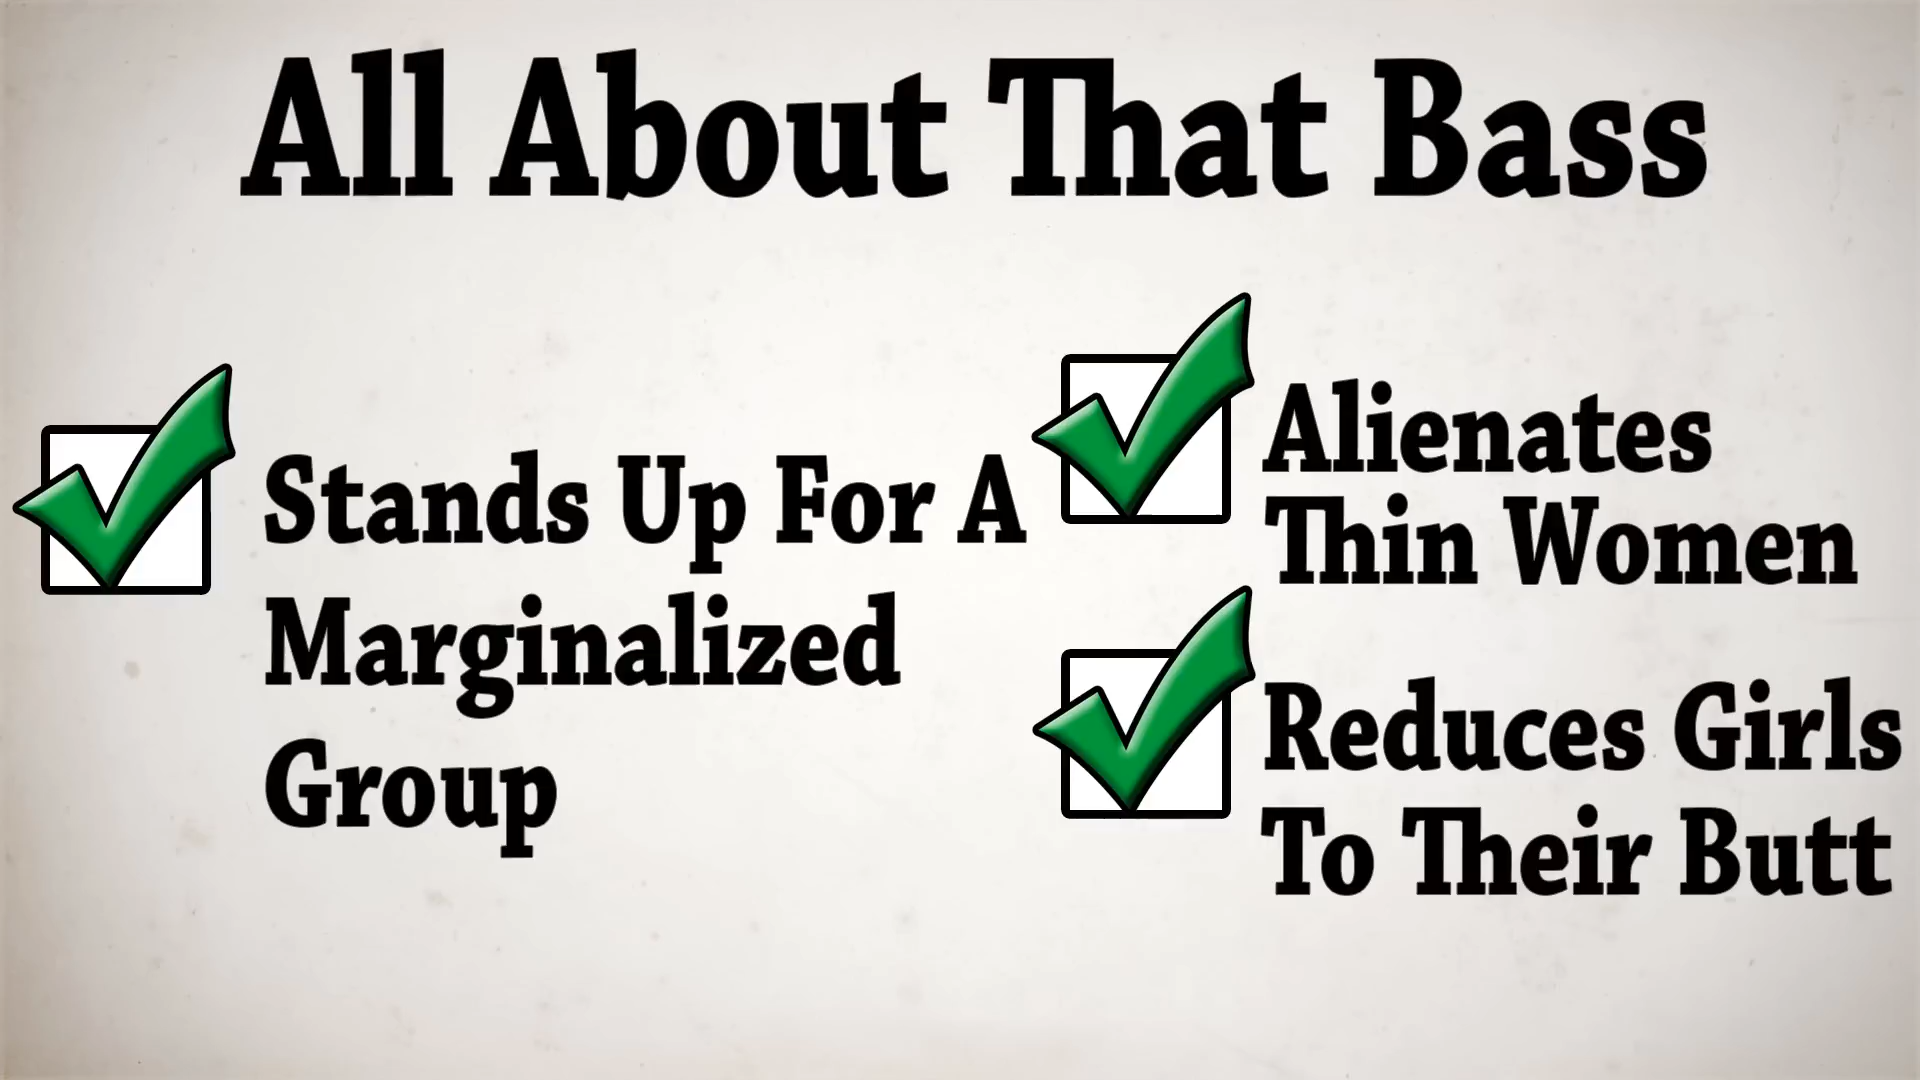 All About That Bass
Stands Up For A
Marginalized
Group
Alienates
Thin Women
Reduces Girls
To Their Butt